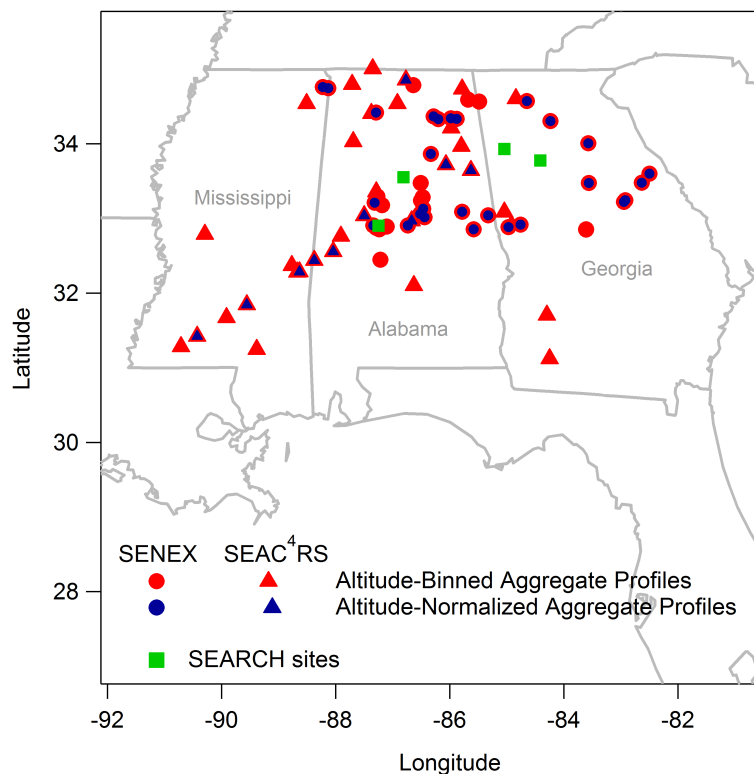 34
32
30
28
Latitude
Mississippi
Alabama
Georgia
SENEX SEAC⁴RS
Altitude-Binned Aggregate Profiles
Altitude-Normalized Aggregate Profiles
SEARCH sites
-92 -90 -88 -86 -84 -82
Longitude